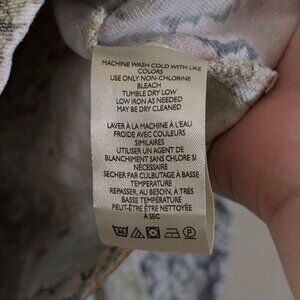 MACHINE WASH COLD WITH LIKE
COLORS
USE ONLY NON-CHLORINE
BLEACH
TUMBLE DRY LOW
LOW IRON AS NEEDED
MAY BE DRY CLEANED
LAVER À LA MACHINE À L'EAU
FROIDE AVEC COULEURS
SIMILAIRES
UTILISER UN AGENT DE
BLANCHIMENT SANS CHLORE SI
NÉCESSAIRE
SÉCHER PAR CULBUTAGE À BASSE
TEMPÉRATURE
REPASSER, AU BESOIN, À TRÈS
BASSE TEMPÉRATURE
PEUT-ÊTRE ÊTRE NETTOYÉE
À SEC